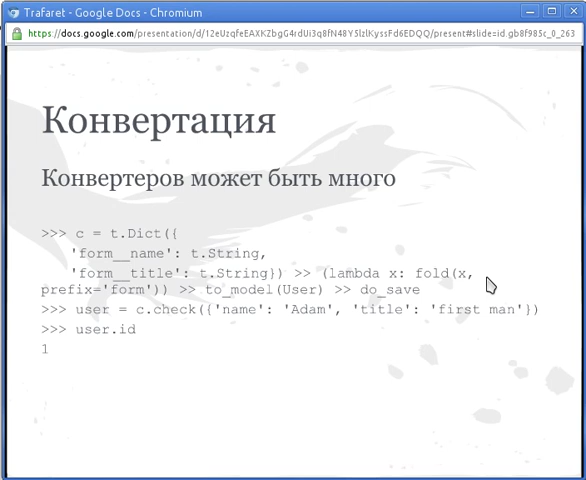 Trafaret - Google Docs - Chromium
https://docs.google.com/presentation/d/12eUzqfeEAXKZbgG4rdUi3q8fN48Y5lzlKyssFd6EDQQ/present#slide=id.gb8f985c_0_263
Конвертация
Конвертеров может быть много
>>> c = t.Dict({
'form__name': t.String,
'form__title': t.String}) >> (lambda x: fold(x,
prefix='form')) >> to_model(User) >> do_save
>>> user = c.check({'name': 'Adam', 'title': 'first man'})
>>> user.id
1